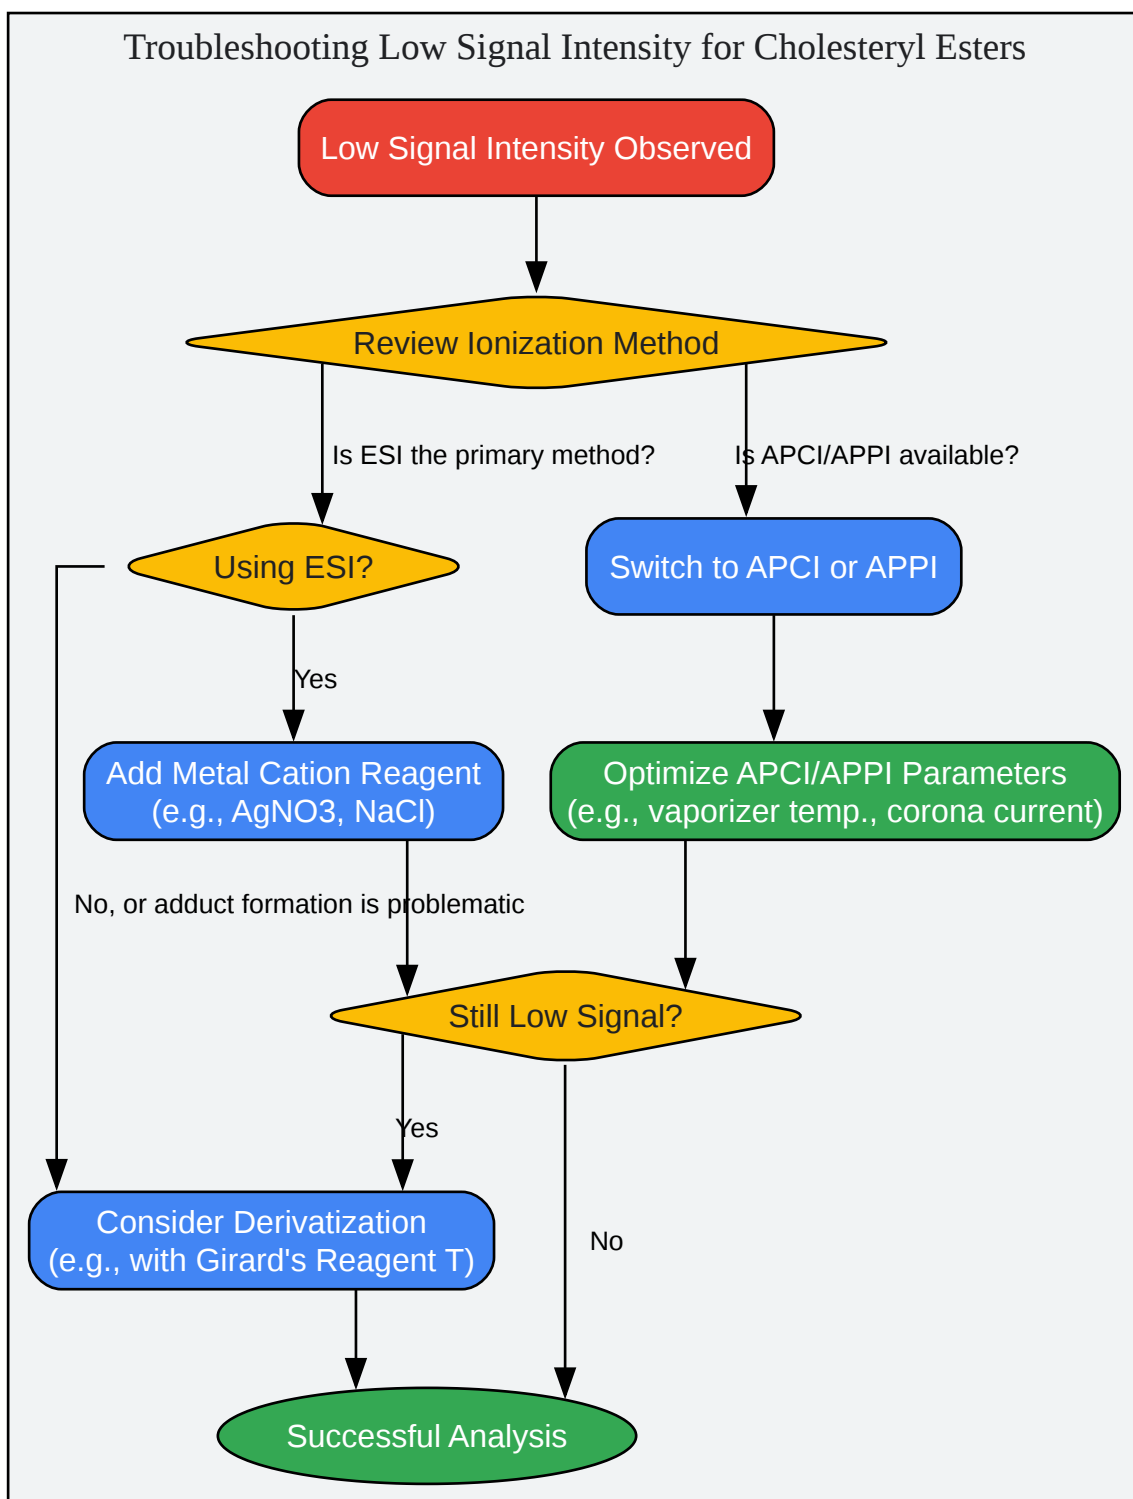 Troubleshooting Low Signal Intensity for Cholesteryl Esters
Low Signal Intensity Observed
Review Ionization Method
Is ESI the primary method?
Is APCI/APPI available?
Using ESI?
Switch to APCI or APPI
Yes
Add Metal Cation Reagent
(e.g., AgNO3, NaCl)
Optimize APCI/APPI Parameters
(e.g., vaporizer temp., corona current)
No, or adduct formation is problematic
Still Low Signal?
Yes
Consider Derivatization
(e.g., with Girard's Reagent T)
No
Successful Analysis